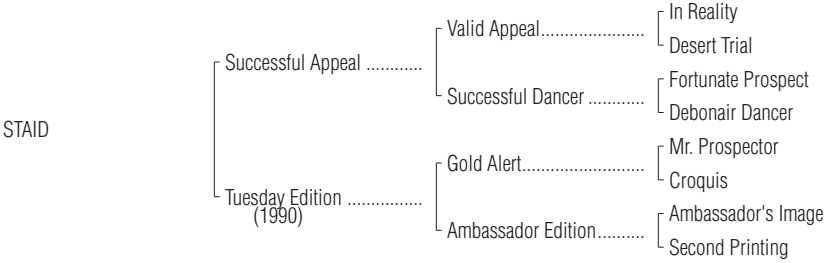 In Reality
Valid Appeal......................
Desert Trial
Successful Appeal ............
Fortunate Prospect
Successful Dancer ............
Debonair Dancer
STAID
Mr. Prospector
Gold Alert..........................
Croquis
Tuesday Edition ................
(1990)
Ambassador's Image
Ambassador Edition..........
Second Printing